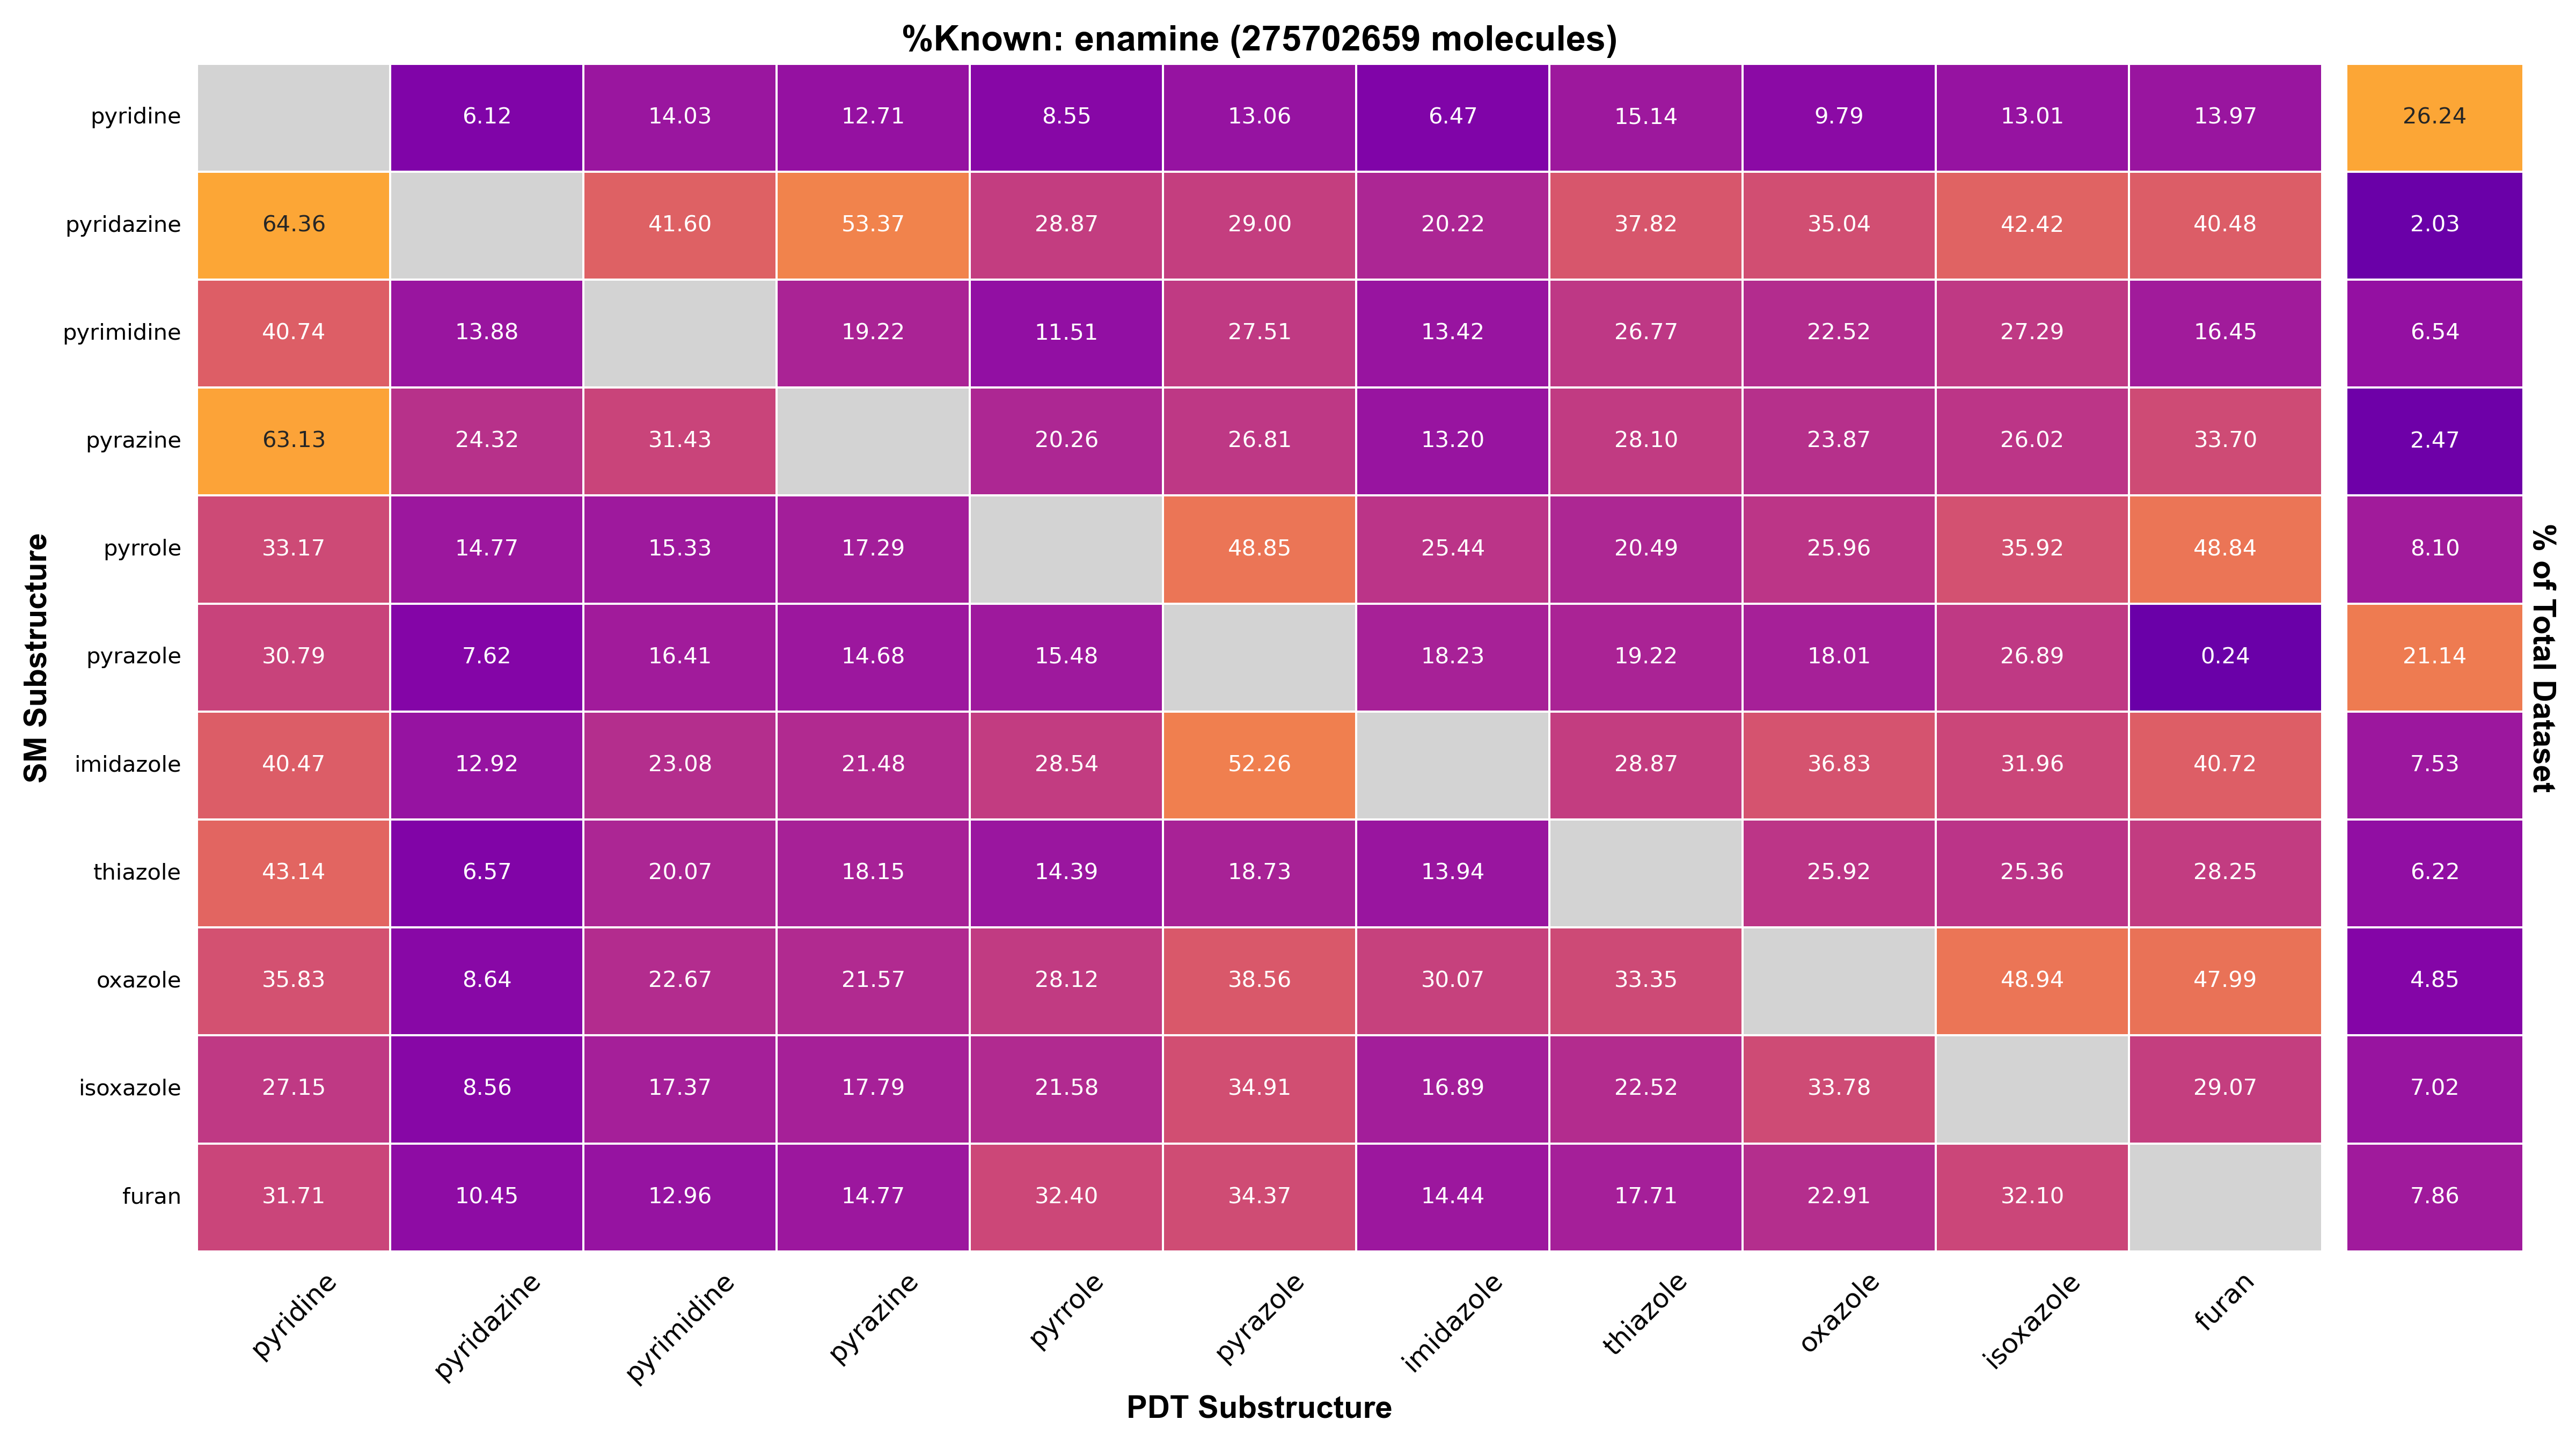 %Known: enamine (275702659 molecules)
pyridine 6.12 14.03 12.71 8.55 13.06 6.47 15.14 9.79 13.01 13.97 26.24
pyridazine 64.36 41.60 53.37 28.87 29.00 20.22 37.82 35.04 42.42 40.48 2.03
pyrimidine 40.74 13.88 19.22 11.51 27.51 13.42 26.77 22.52 27.29 16.45 6.54
pyrazine 63.13 24.32 31.43 20.26 26.81 13.20 28.10 23.87 26.02 33.70 2.47
pyrrole 33.17 14.77 15.33 17.29 48.85 25.44 20.49 25.96 35.92 48.84 8.10
pyrazole 30.79 7.62 16.41 14.68 15.48 18.23 19.22 18.01 26.89 0.24 21.14
imidazole 40.47 12.92 23.08 21.48 28.54 52.26 28.87 36.83 31.96 40.72 7.53
thiazole 43.14 6.57 20.07 18.15 14.39 18.73 13.94 25.92 25.36 28.25 6.22
oxazole 35.83 8.64 22.67 21.57 28.12 38.56 30.07 33.35 48.94 47.99 4.85
isoxazole 27.15 8.56 17.37 17.79 21.58 34.91 16.89 22.52 33.78 29.07 7.02
furan 31.71 10.45 12.96 14.77 32.40 34.37 14.44 17.71 22.91 32.10 7.86
pyridine pyridazine pyrimidine pyrazine pyrrole pyrazole imidazole thiazole oxazole isoxazole furan
PDT Substructure
SM Substructure
% of Total Dataset